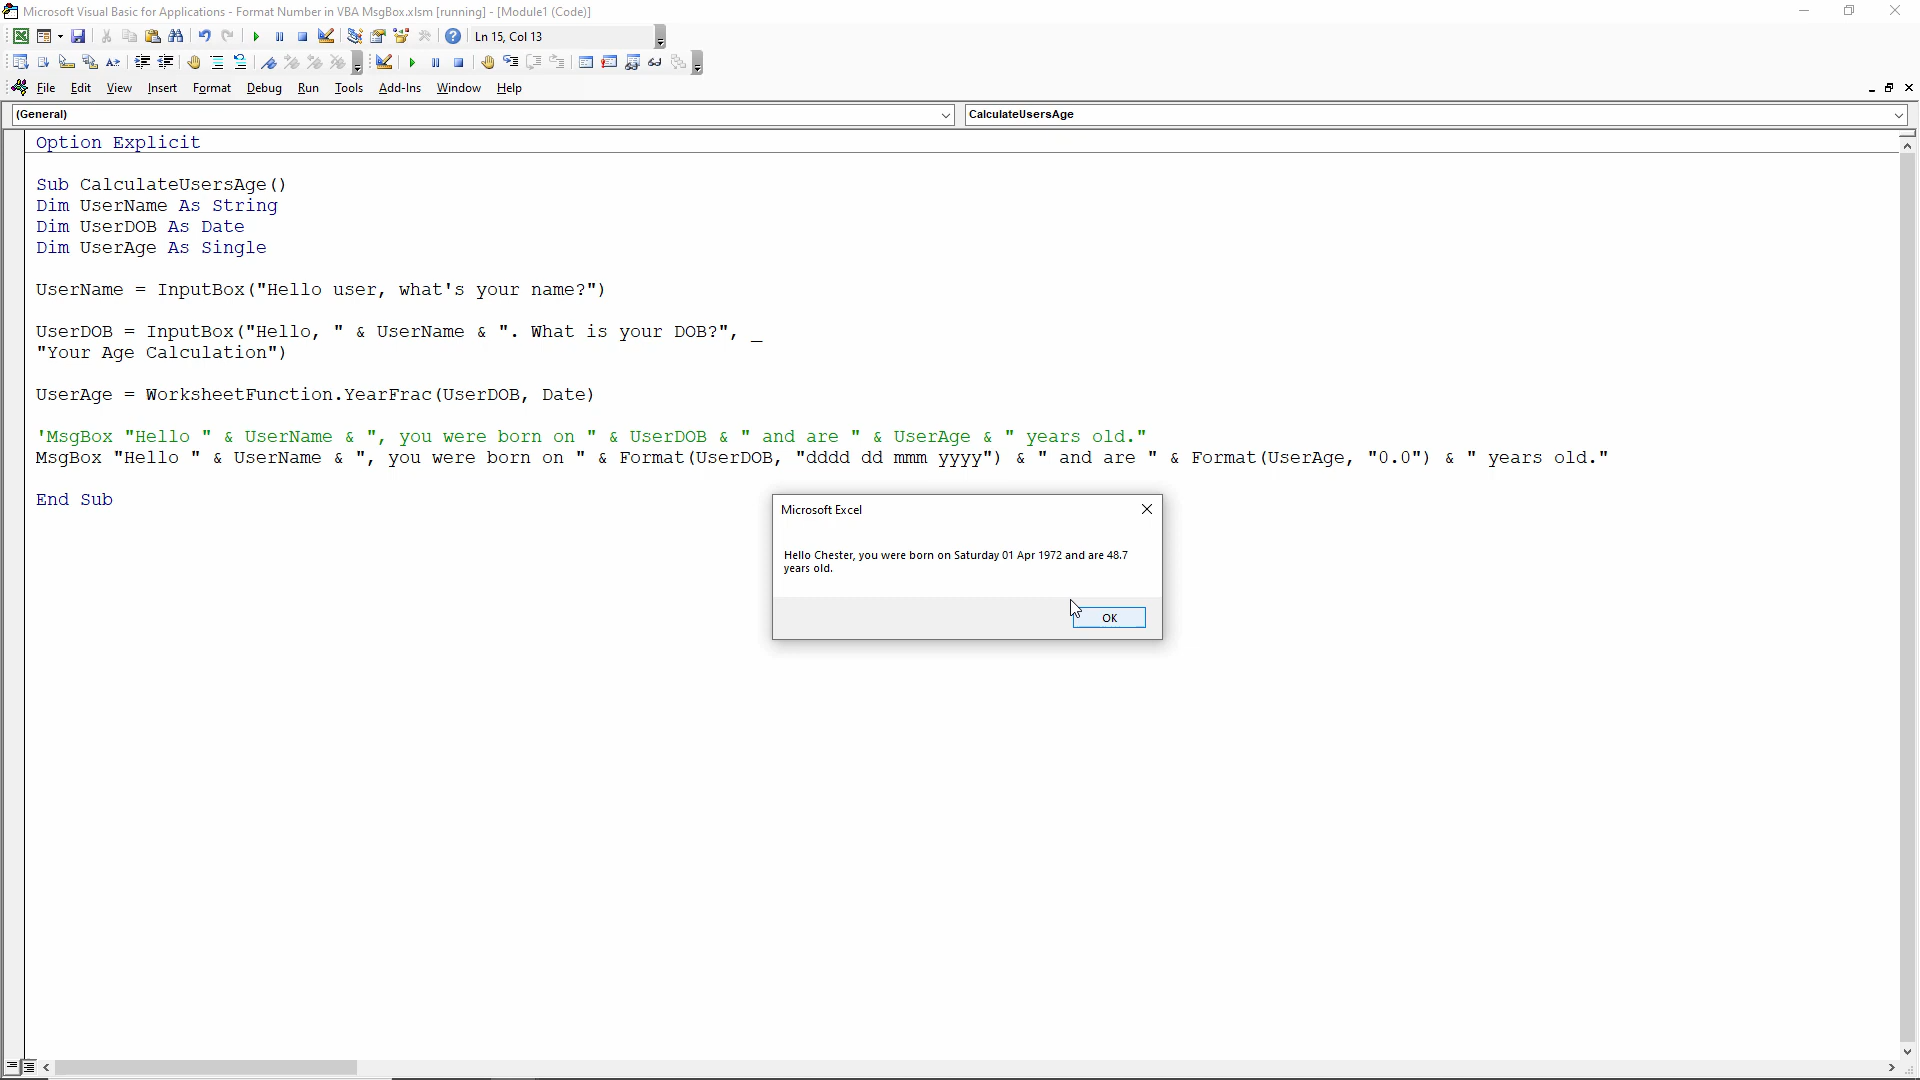 Microsoft Visual Basic for Applications - Format Number in VBA MsgBox.xlsm [running] - [Module1 (Code)]
Ln 15, Col 13
File Edit View Insert Format Debug Run Tools Add-Ins Window Help
(General) CalculateUsersAge
Option Explicit
Sub CalculateUsersAge()
Dim UserName As String
Dim UserDOB As Date
Dim UserAge As Single
UserName = InputBox("Hello user, what's your name?")
UserDOB = InputBox("Hello, " & UserName & ". What is your DOB?", _
"Your Age Calculation")
UserAge = WorksheetFunction.YearFrac(UserDOB, Date)
'MsgBox "Hello " & UserName & ", you were born on " & UserDOB & " and are " & UserAge & " years old."
MsgBox "Hello " & UserName & ", you were born on " & Format(UserDOB, "dddd dd mmm yyyy") & " and are " & Format(UserAge, "0.0") & " years old."
End Sub
Microsoft Excel
Hello Chester, you were born on Saturday 01 Apr 1972 and are 48.7
years old.
OK